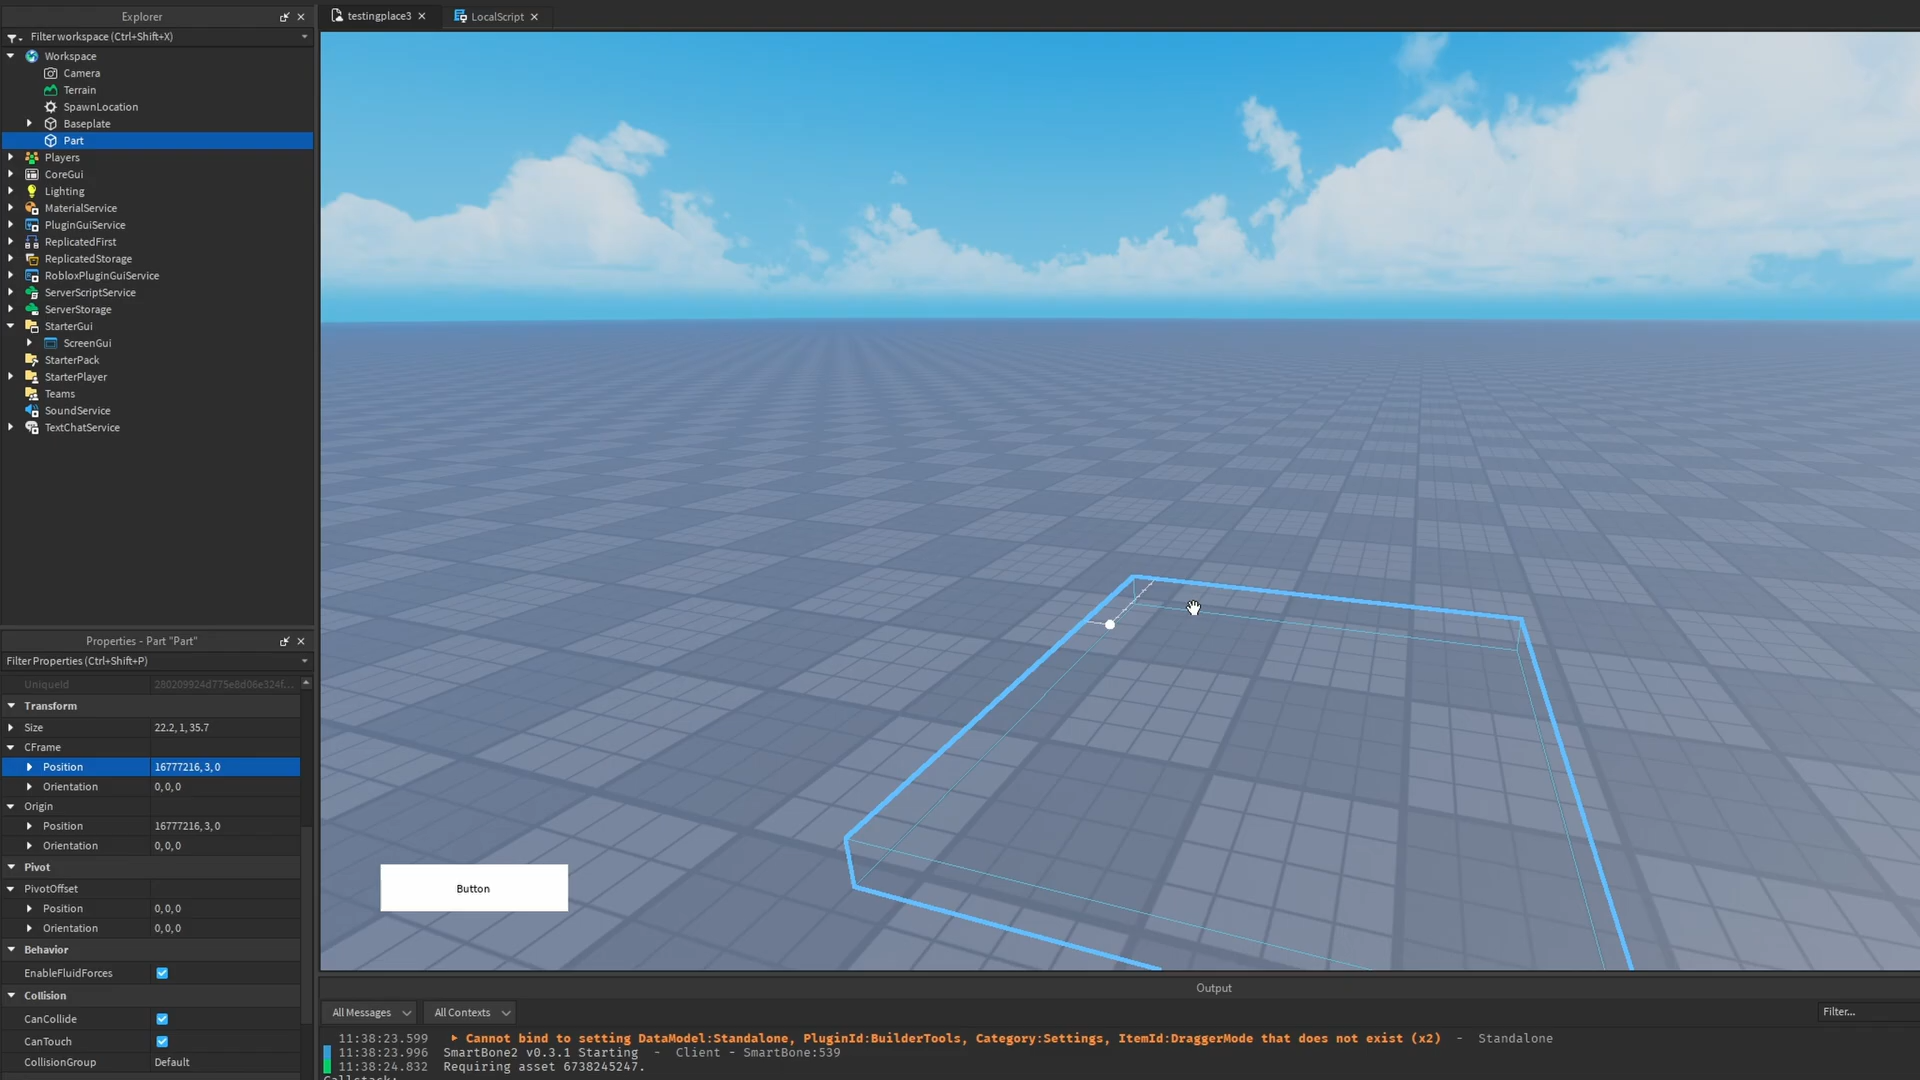 Explorer
Filter workspace (Ctrl+Shift+X)
Workspace
Camera
Terrain
SpawnLocation
Baseplate
Part
Players
CoreGui
Lighting
MaterialService
PluginGuiService
ReplicatedFirst
ReplicatedStorage
RobloxPluginGuiService
ServerScriptService
ServerStorage
StarterGui
ScreenGui
StarterPack
StarterPlayer
Teams
SoundService
TextChatService
Properties - Part "Part"
Filter Properties (Ctrl+Shift+P)
UniqueId 280209924d775e8d06e324f...
Transform
Size 22.2, 1, 35.7
CFrame
Position 16777216, 3, 0
Orientation 0, 0, 0
Origin
Position 16777216, 3, 0
Orientation 0, 0, 0
Pivot
PivotOffset
Position 0, 0, 0
Orientation 0, 0, 0
Behavior
EnableFluidForces
Collision
CanCollide
CanTouch
CollisionGroup Default
testingplace3
LocalScript
Button
Output
All Messages All Contexts Filter...
11:38:23.599 Cannot bind to setting DataModel:Standalone, PluginId:BuilderTools, Category:Settings, ItemId:DraggerMode that does not exist (x2) - Standalone
11:38:23.996 SmartBone2 v0.3.1 Starting - Client - SmartBone:539
11:38:24.832 Requiring asset 6738245247.
Callstack: